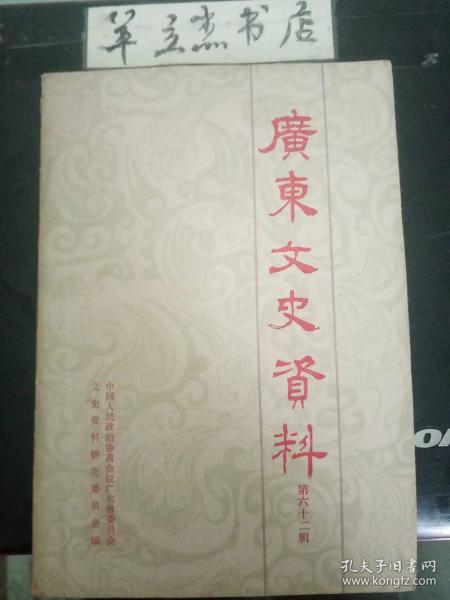 羊立杰书店
廣東文史資料
第六十二辑
中国人民政治协商会议广东省委员会
文史资料研究委员会编
孔夫子旧书网
www.kongfz.com